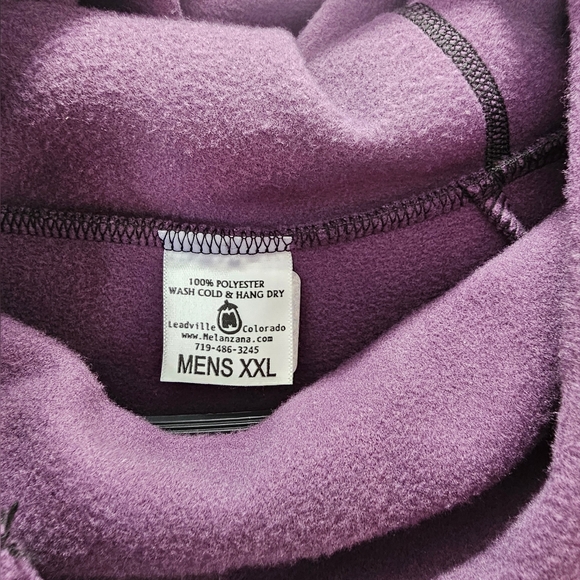 100% POLYESTER
WASH COLD & HANG DRY
Leadville M Colorado
www.Melanzana.com
719-486-3245
MENS XXL